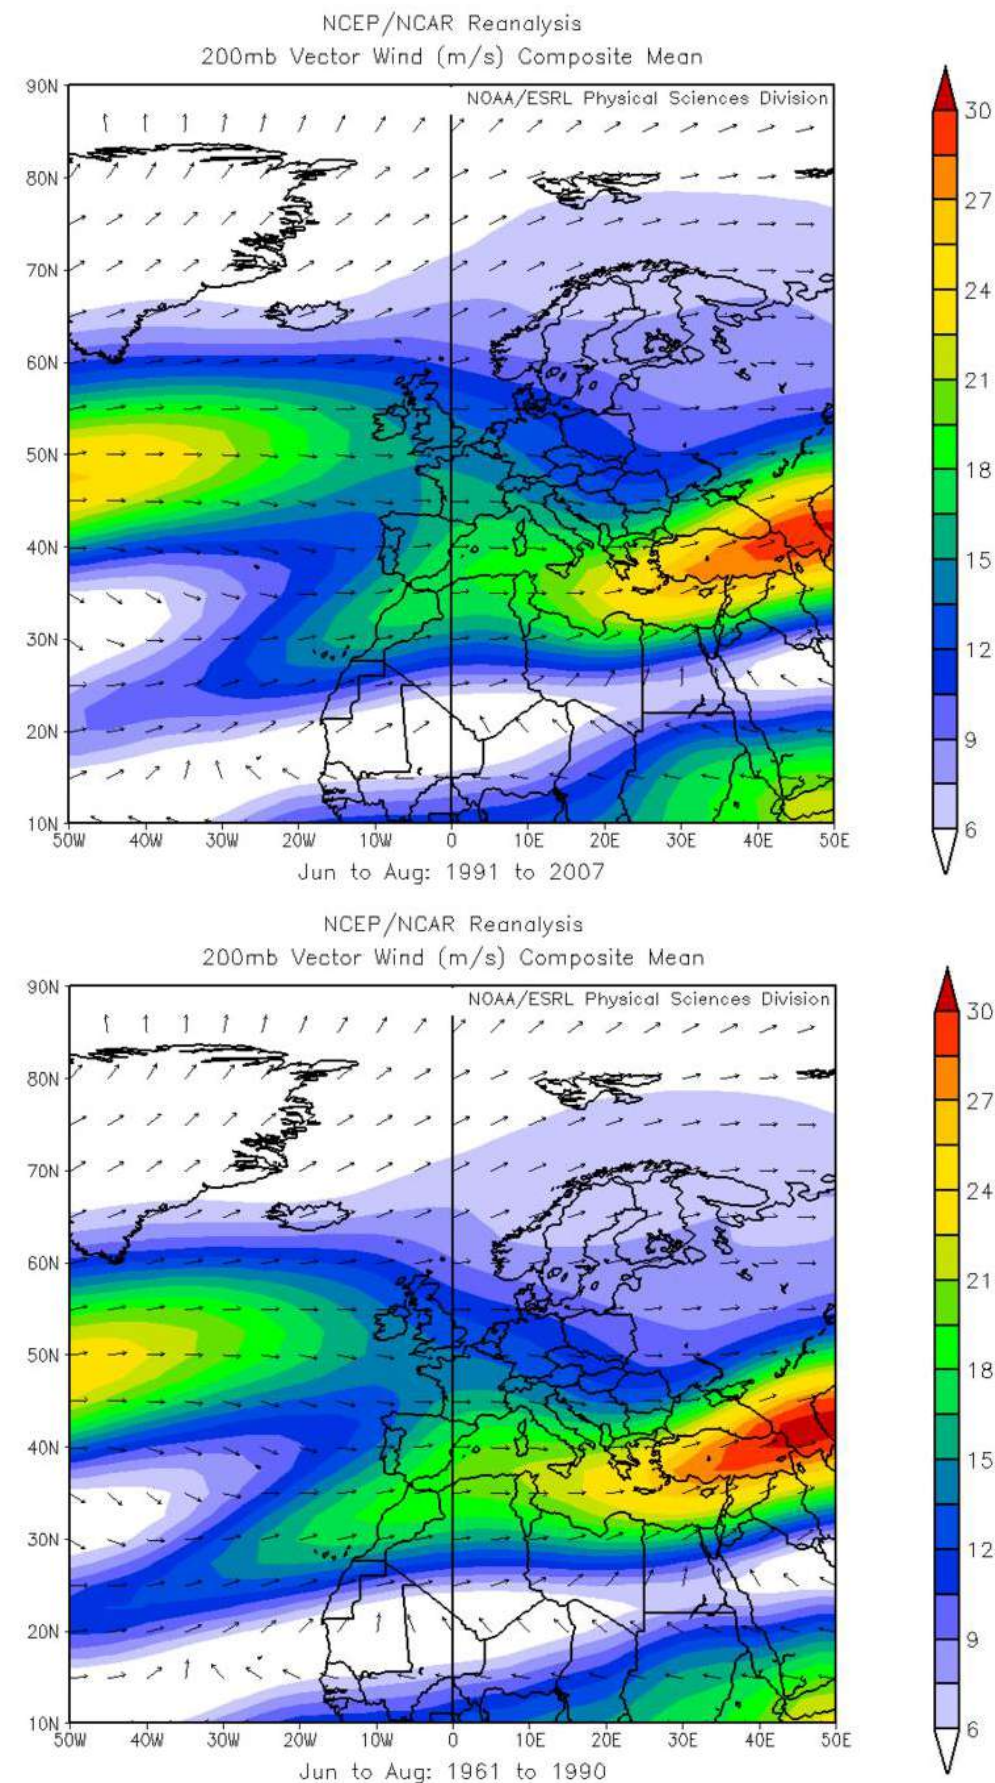 NCEP/NCAR Reanalysis
200mb Vector Wind (m/s) Composite Mean
NOAA/ESRL Physical Sciences Division
90N
80N
70N
60N
50N
40N
30N
20N
10N
50W 40W 30W 20W 10W 0 10E 20E 30E 40E 50E
Jun to Aug: 1991 to 2007
30
27
24
21
18
15
12
9
6
NCEP/NCAR Reanalysis
200mb Vector Wind (m/s) Composite Mean
NOAA/ESRL Physical Sciences Division
90N
80N
70N
60N
50N
40N
30N
20N
10N
50W 40W 30W 20W 10W 0 10E 20E 30E 40E 50E
Jun to Aug: 1961 to 1990
30
27
24
21
18
15
12
9
6